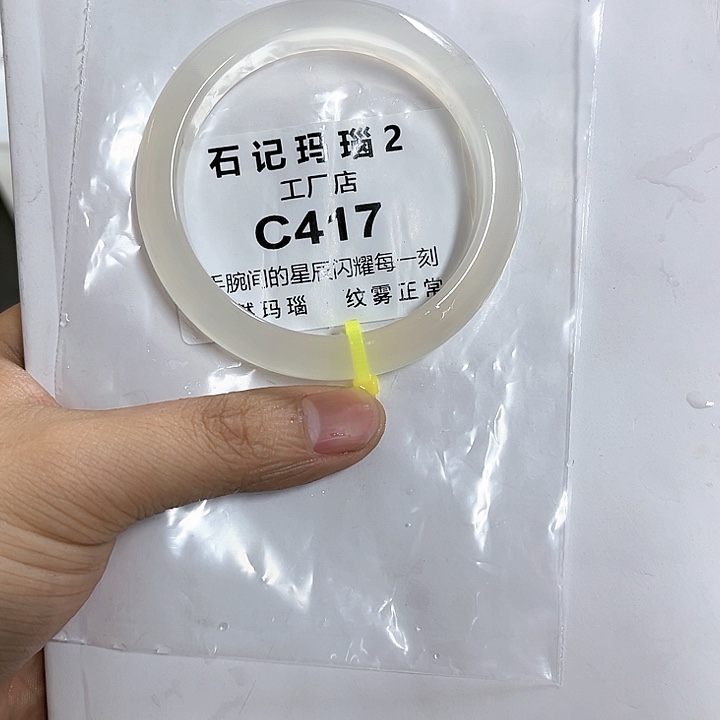 石记玛瑙2
工厂店
C417
手腕间的星辰闪耀每一刻
然玛瑙 纹雾正常